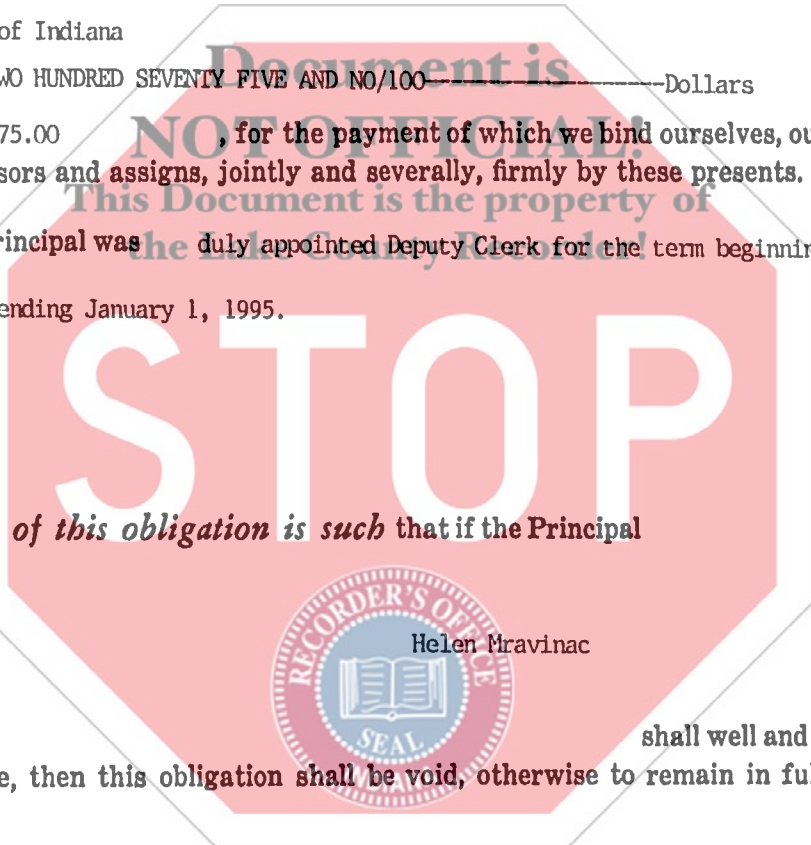 of Indiana
Document is
WO HUNDRED SEVENTY FIVE AND NO/100--------------------Dollars
NOT OFFICIAL!
75.00 , for the payment of which we bind ourselves, ou
sors and assigns, jointly and severally, firmly by these presents.
This Document is the property of
the Lake County Recorder!
rincipal was duly appointed Deputy Clerk for the term beginnin
ending January 1, 1995.
STOP
of this obligation is such that if the Principal
RECORDER'S OFFICE
Helen Mravinac
SEAL
shall well and
e, then this obligation shall be void, otherwise to remain in ful